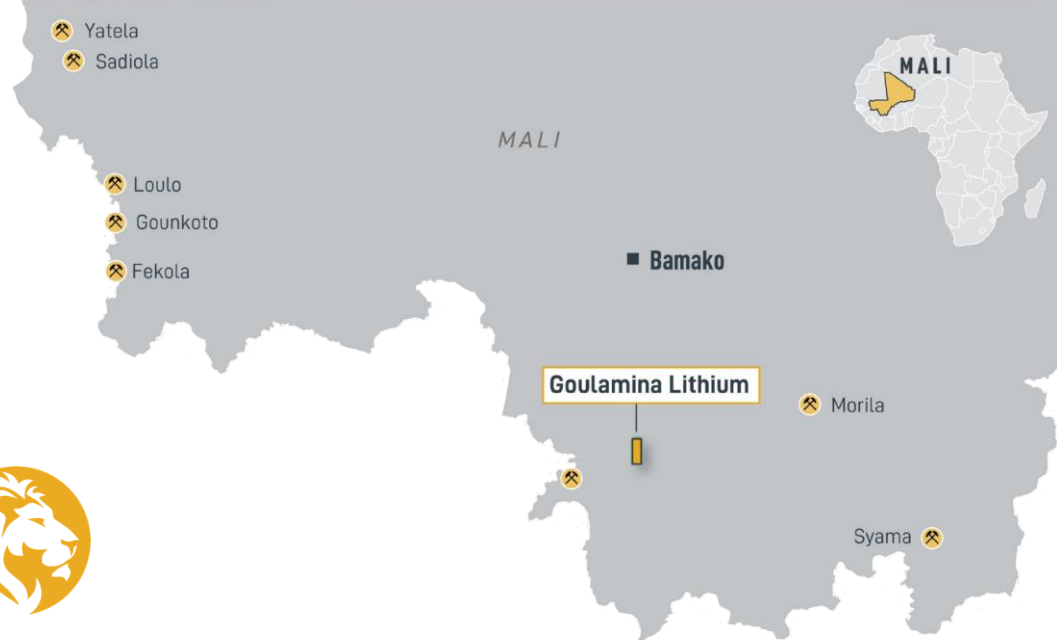 Yatela
Sadiola
MALI
MALI
Loulo
Gounkoto
Fekola
Bamako
Goulamina Lithium
Morila
Syama